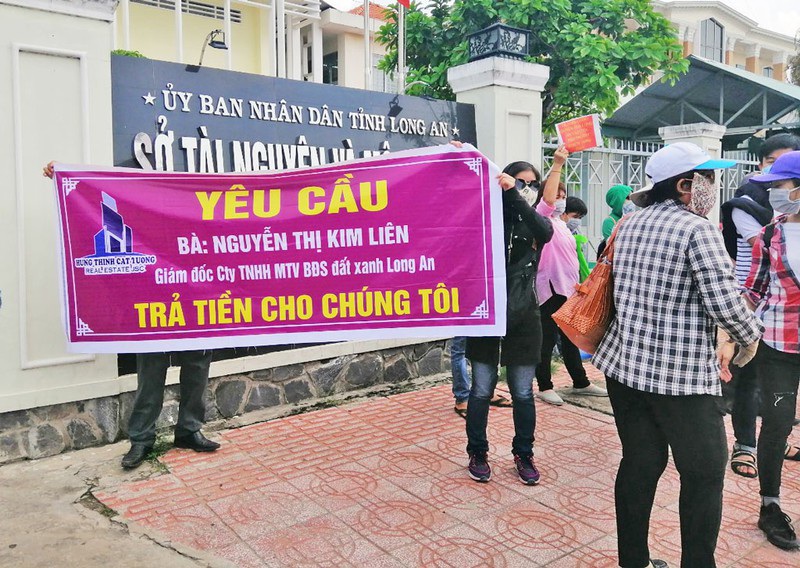 ★ ỦY BAN NHÂN DÂN TỈNH LONG AN ★
SỞ TÀI NGUYÊN VÀ
YÊU CẦU
BÀ: NGUYỄN THỊ KIM LIÊN
Giám đốc Cty TNHH MTV BĐS đất xanh Long An
TRẢ TIỀN CHO CHÚNG TÔI
HUNG THINH CAT TUONG
REAL ESTATE JSC